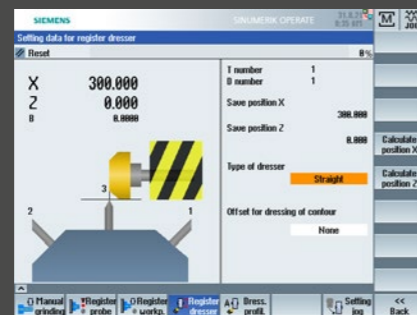 SIEMENS
SINUMERIK OPERATE
M
JOG
Setting data for register dresser
Reset
0%
X 300.000
Z 0.000
B 0.0000
T number 1
D number 1
Save position X
300.000
Save position Z
0.000
Type of dresser
Straight
Offset for dressing of contour
None
3
2
1
Calculate
position X
Calculate
position Z
Manual
grinding
Register
probe
Register
workp.
Register
dresser
Dress.
profil.
Setting
jog
<<
Back